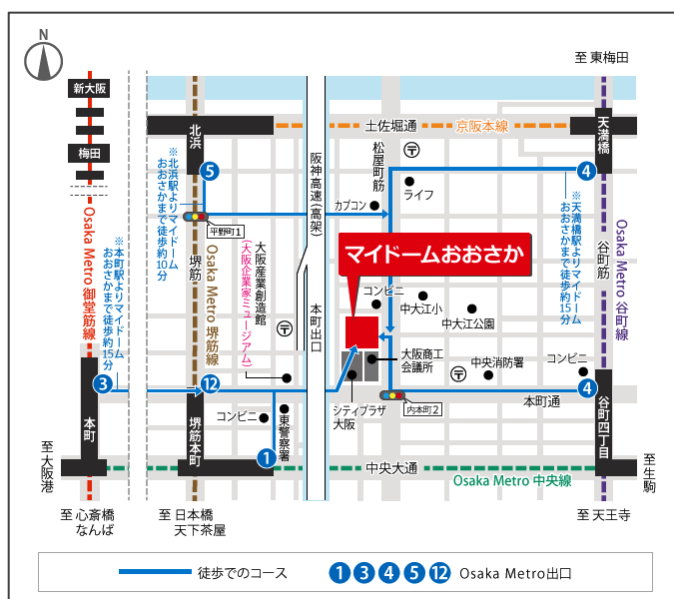 N
至 東梅田
新大阪
梅田
北浜
土佐堀通
京阪本線
天満橋
松屋町筋
〒
ライフ
カプコン
阪神高速(高架)
5
4
※北浜駅よりマイドーム
おおさかまで徒歩約10分
※天満橋駅よりマイドーム
おおさかまで徒歩約15分
平野町1
堺筋
Osaka Metro 堺筋線
Osaka Metro 御堂筋線
※本町駅よりマイドーム
おおさかまで徒歩約15分
大阪産業創造館
(大阪企業家ミュージアム)
〒
本町出口
マイドームおおさか
コンビニ
中大江小
中大江公園
谷町筋
Osaka Metro 谷町線
大阪商工
会議所
〒
中央消防署
コンビニ
3
12
4
シティプラザ
大阪
内本町2
本町通
コンビニ
東警察署
1
本町
堺筋本町
谷町四丁目
至大阪港
中央大通
Osaka Metro 中央線
至生駒
至 心斎橋
なんば
至 日本橋
天下茶屋
至 天王寺
徒歩でのコース
1 3 4 5 12 Osaka Metro出口